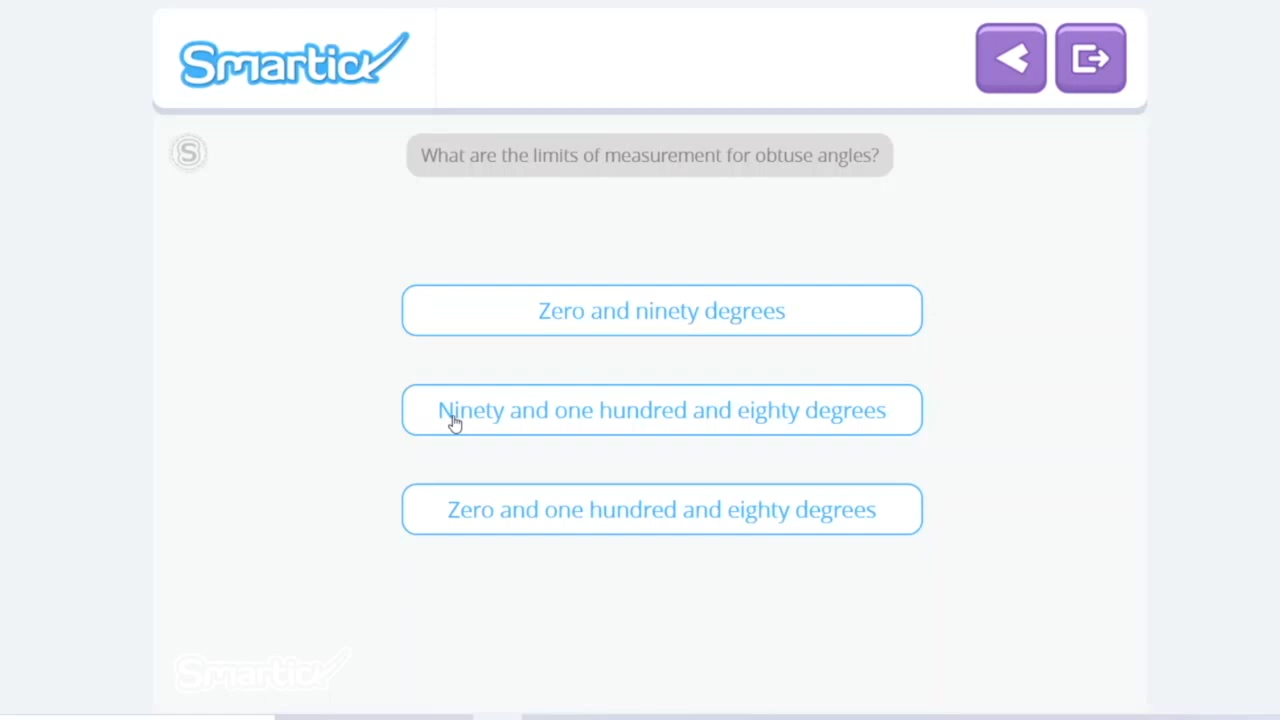 Smartick
S
What are the limits of measurement for obtuse angles?
Zero and ninety degrees
Ninety and one hundred and eighty degrees
Zero and one hundred and eighty degrees
Smartick